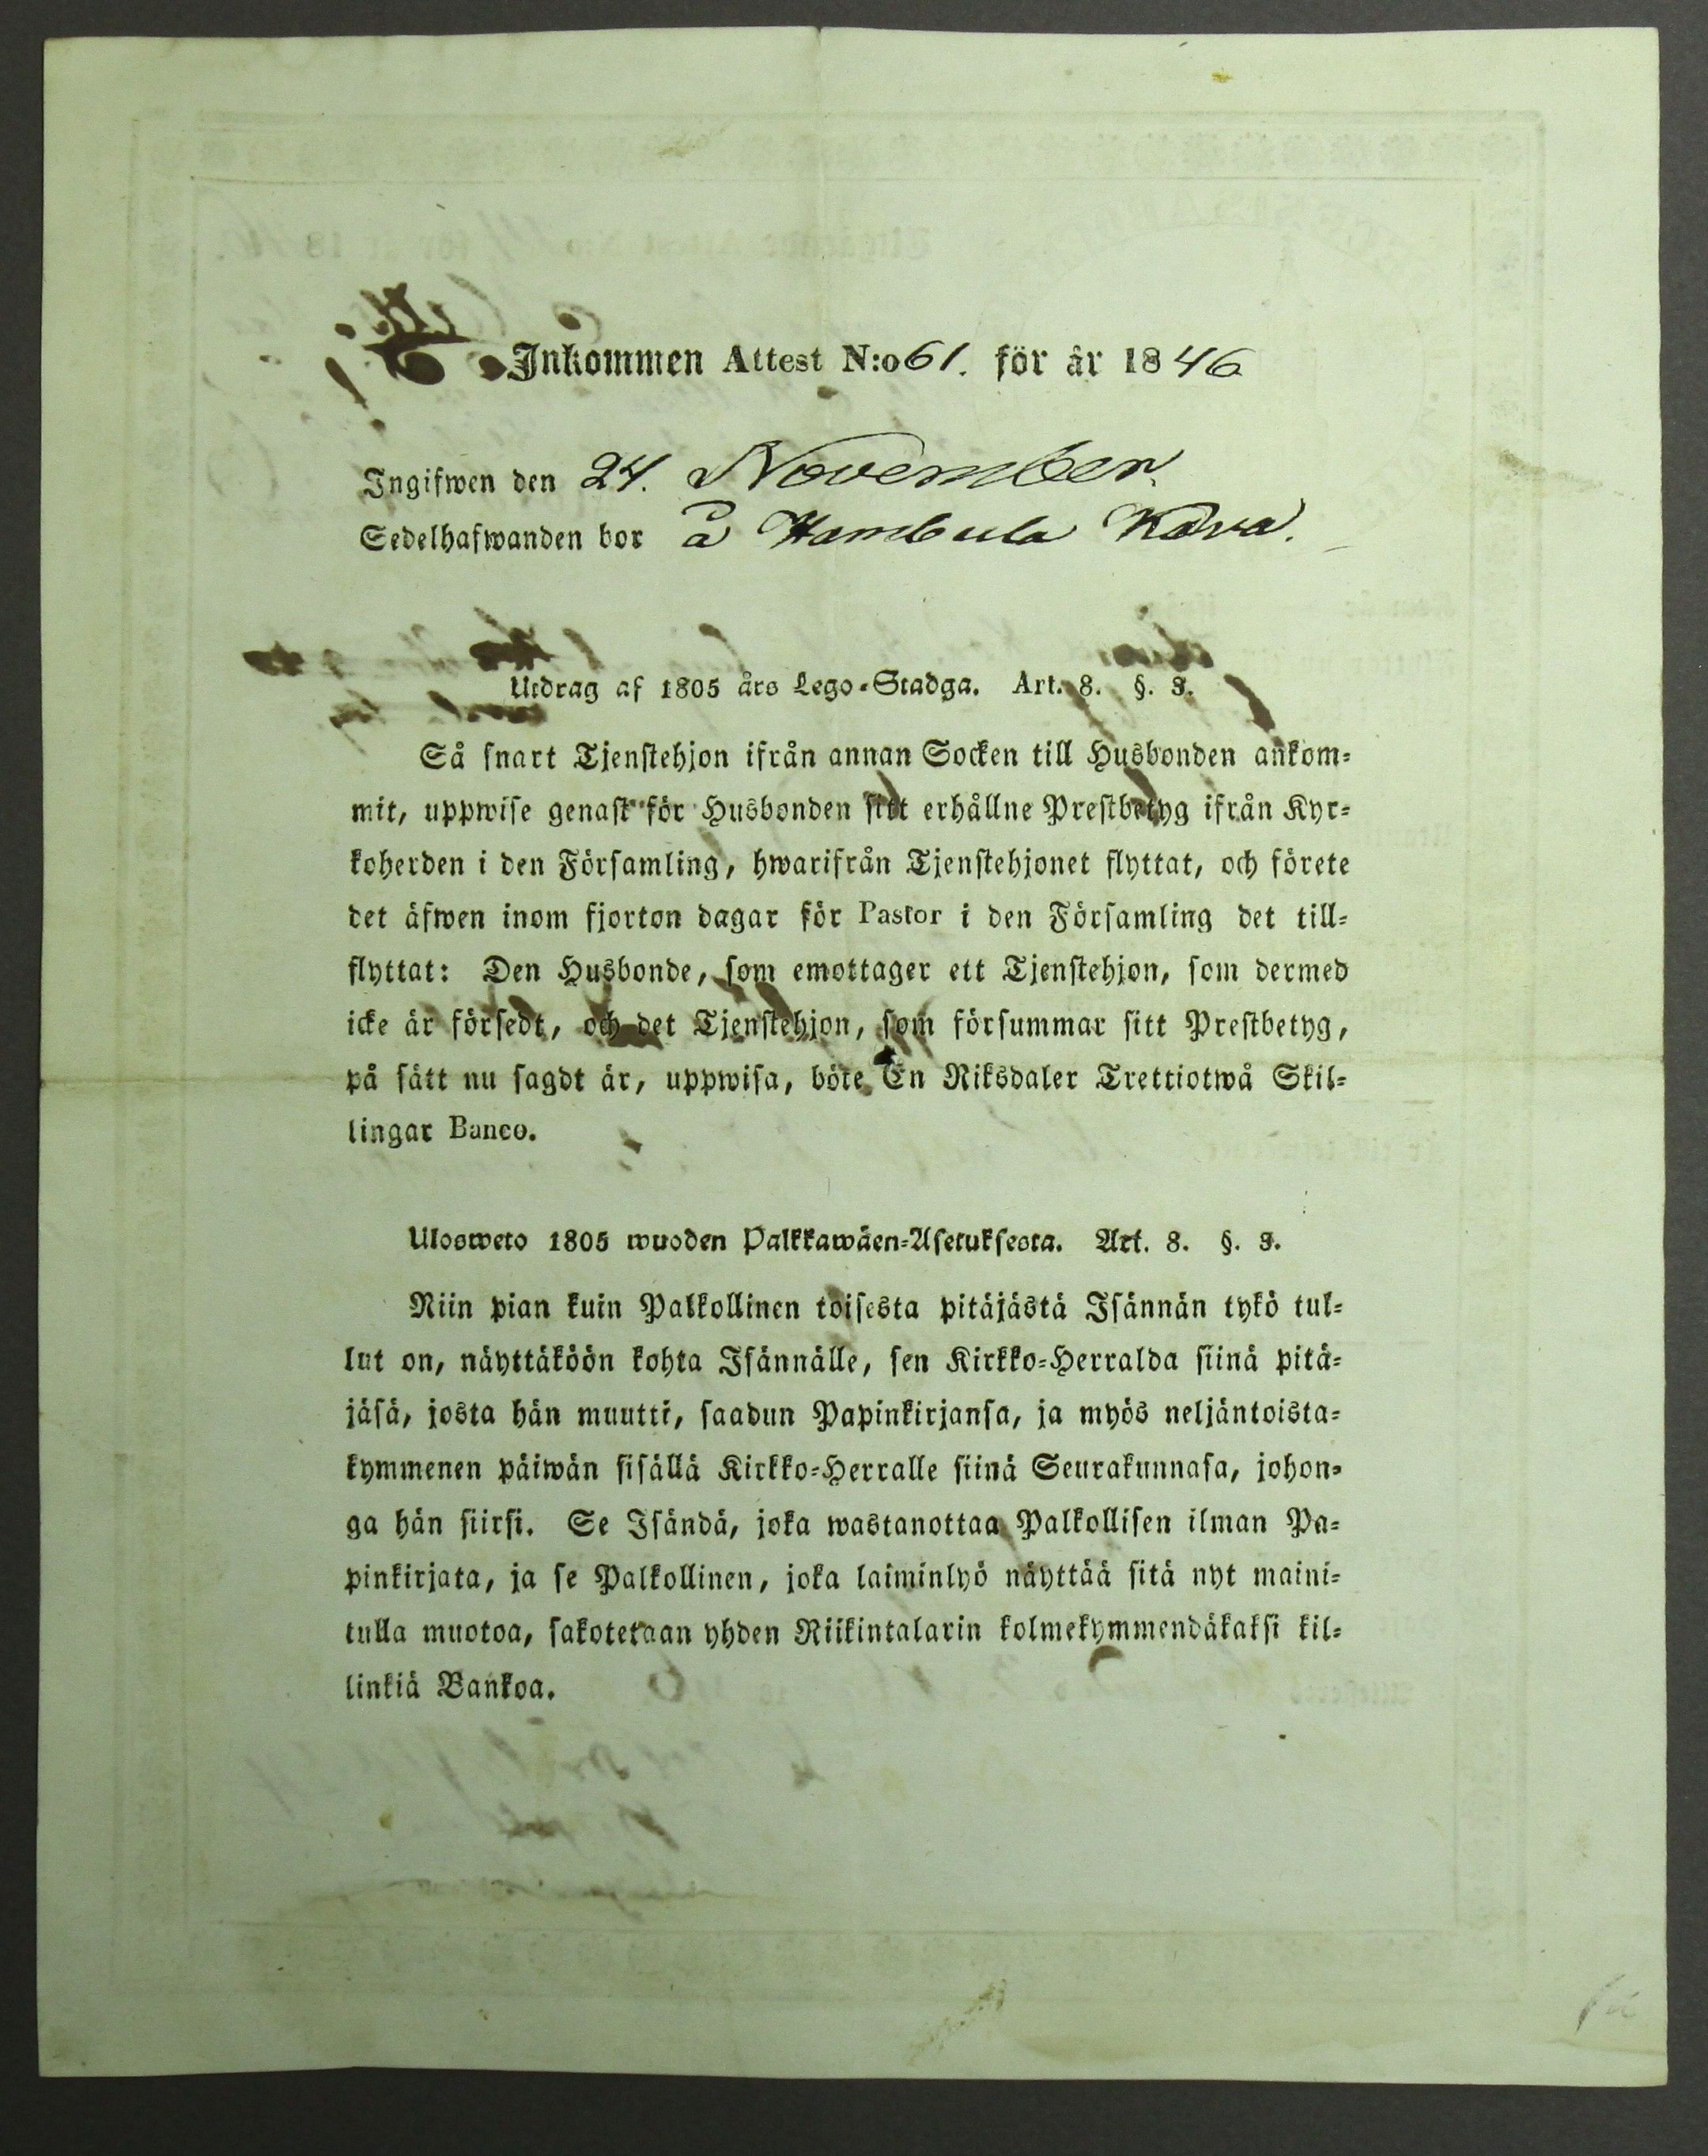 Inkommen Attest N:o 61. för år 1846
Ingifwen den 24. November.
Sedelhafwanden bor å Hambula Kåva.
Utdrag af 1805 års Lego-Stadga. Art. 8. §. 3.
Så snart Tjenstehjon ifrån annan Socken till Husbonden ankom-
mit, uppwise genast för Husbonden sitt erhållne Prestbetyg ifrån Kyr-
koherden i den Församling, hwarifrån Tjenstehjonet flyttat, och förete
det äfwen inom fjorton dagar för Pastor i den Församling det till-
flyttat: Den Husbonde, som emottager ett Tjenstehjon, som dermed
icke är försedt, och det Tjenstehjon, som försummar sitt Prestbetyg,
på sätt nu sagdt är, uppwisa, böte En Riksdaler Trettiotwå Skil-
lingar Banco.
Ulosweto 1805 wuoden Palkkawäen-Asetuksesta. Art. 8. §. 3.
Niin pian kuin Palkollinen toisesta pitäjästä Isännän tykö tul-
lut on, näyttäköön kohta Isännälle, sen Kirkko-Herralda siinä pitä-
jäsä, josta hän muutti, saadun Papinkirjansa, ja myös neljäntoista-
kymmenen päiwän sisällä Kirkko-Herralle siinä Seurakunnasa, johon-
ga hän siirsi. Se Isändä, joka wastanottaa Palkollisen ilman Pa-
pinkirjata, ja se Palkollinen, joka laiminlyö näyttää sitä nyt maini-
tulla muotoa, sakotetaan yhden Riikintalarin kolmekymmendäkaksi kil-
linkiä Bankoa.